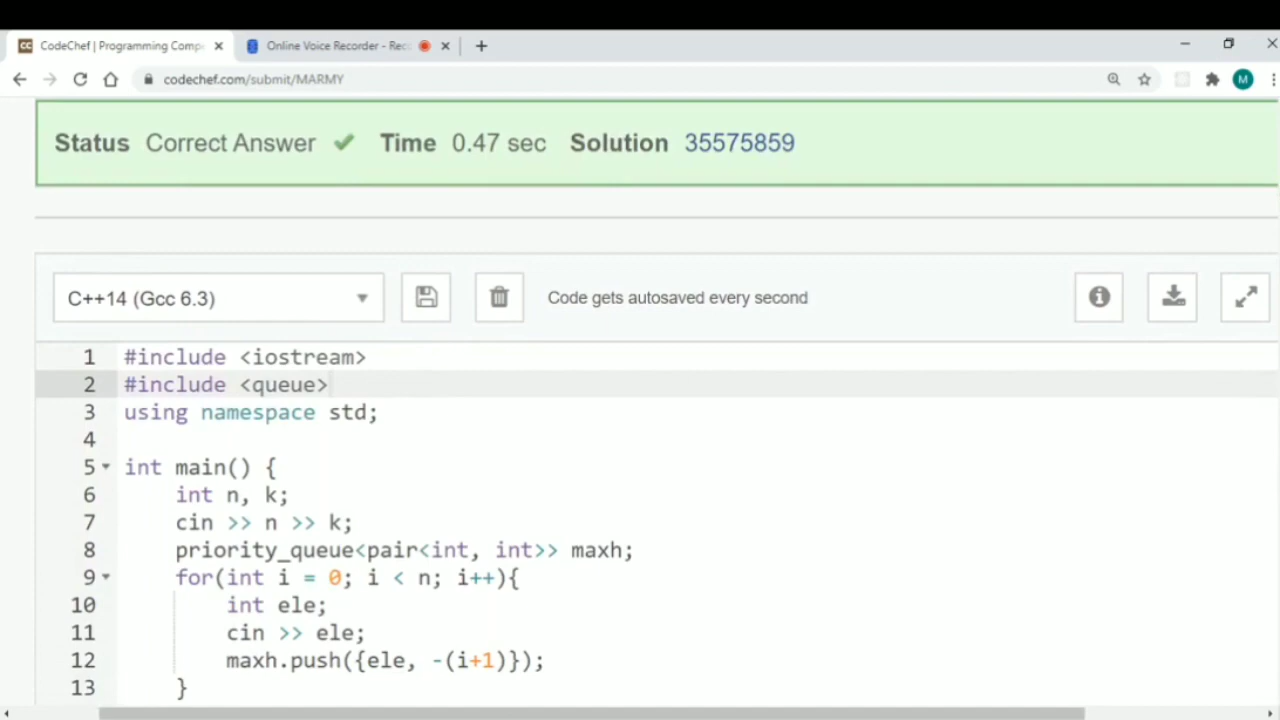 CodeChef | Programming Compe
Online Voice Recorder - Rec
codechef.com/submit/MARMY
M
Status Correct Answer Time 0.47 sec Solution 35575859
C++14 (Gcc 6.3)
Code gets autosaved every second
1 #include <iostream>
2 #include <queue>
3 using namespace std;
4
5 int main() {
6 int n, k;
7 cin >> n >> k;
8 priority_queue<pair<int, int>> maxh;
9 for(int i = 0; i < n; i++){
10 int ele;
11 cin >> ele;
12 maxh.push({ele, -(i+1)});
13 }